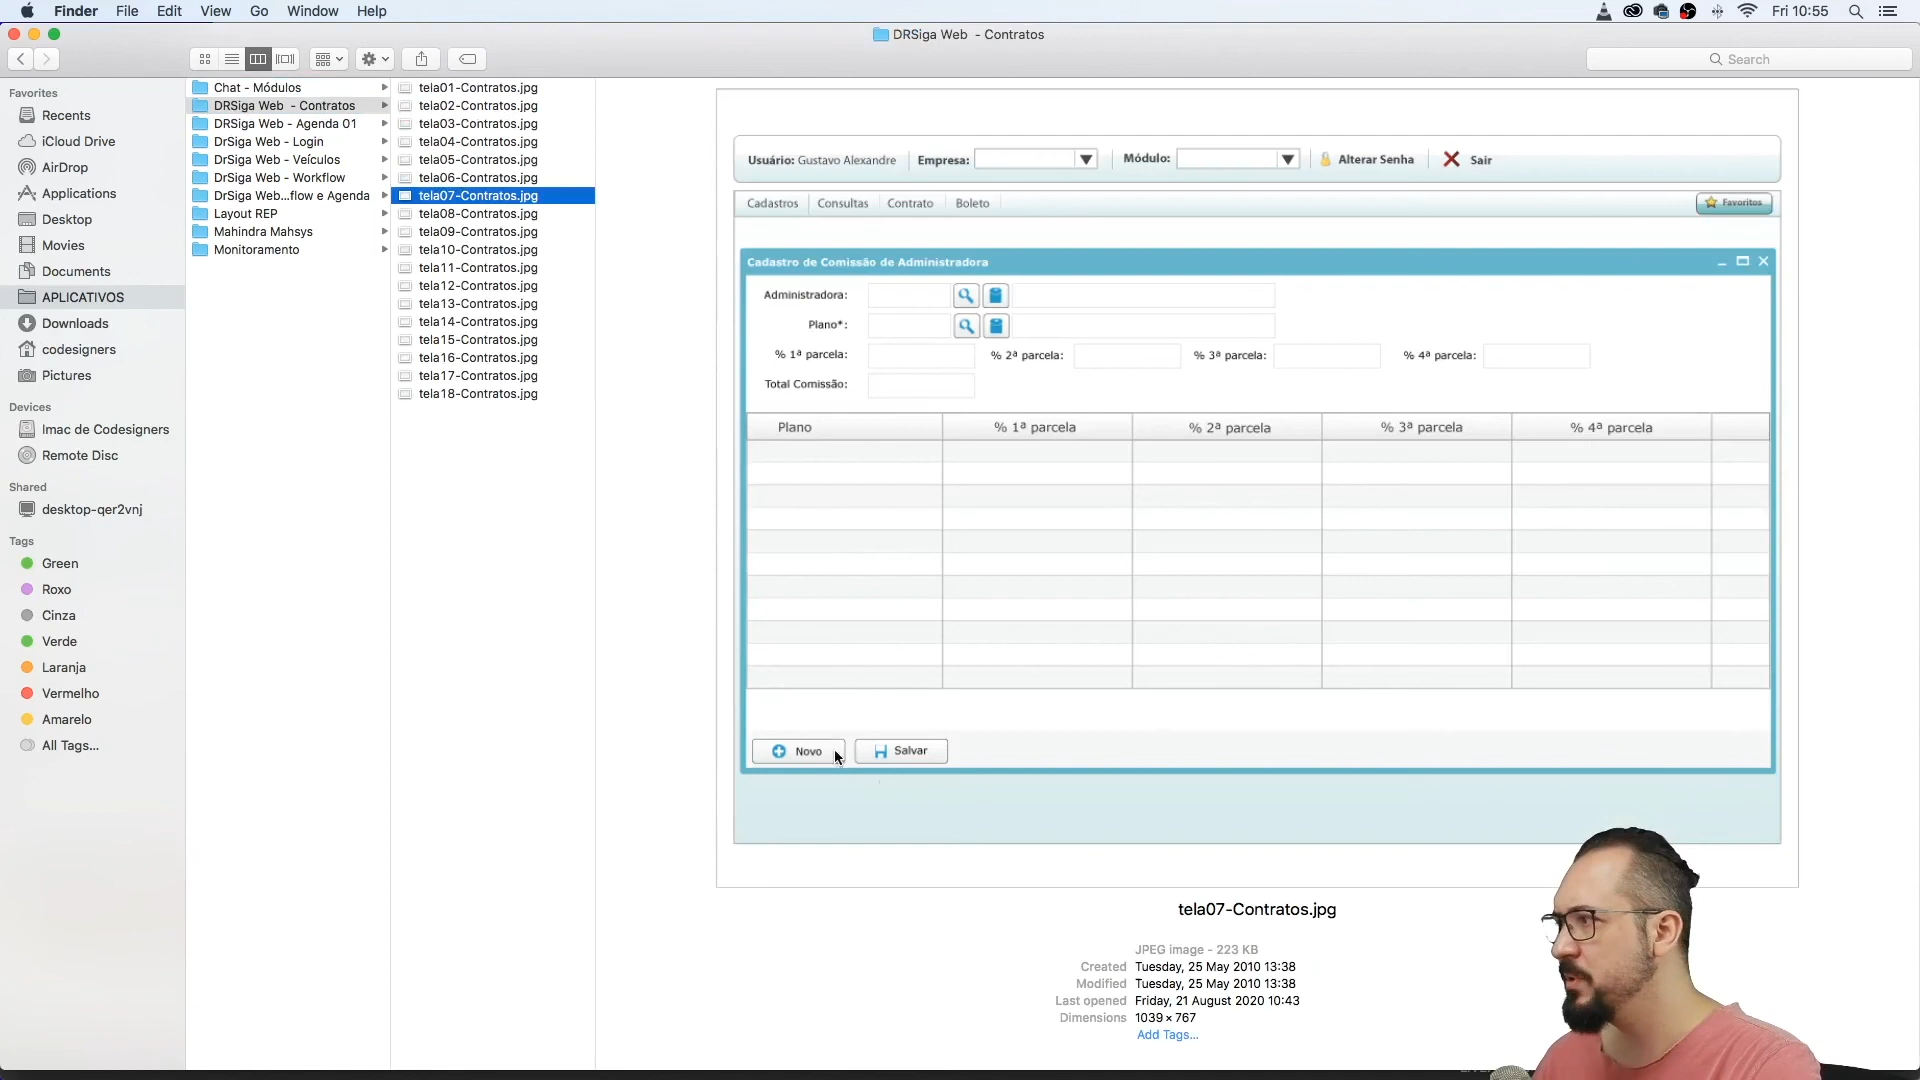 Finder File Edit View Go Window Help
Fri 10:55
DRSiga Web - Contratos
Search
Favorites
Recents
iCloud Drive
AirDrop
Applications
Desktop
Movies
Documents
APLICATIVOS
Downloads
codesigners
Pictures
Devices
Imac de Codesigners
Remote Disc
Shared
desktop-qer2vnj
Tags
Green
Roxo
Cinza
Verde
Laranja
Vermelho
Amarelo
All Tags...
Chat - Módulos
DRSiga Web - Contratos
DRSiga Web - Agenda 01
DrSiga Web - Login
DrSiga Web - Veículos
DrSiga Web - Workflow
DrSiga Web...flow e Agenda
Layout REP
Mahindra Mahsys
Monitoramento
tela01-Contratos.jpg
tela02-Contratos.jpg
tela03-Contratos.jpg
tela04-Contratos.jpg
tela05-Contratos.jpg
tela06-Contratos.jpg
tela07-Contratos.jpg
tela08-Contratos.jpg
tela09-Contratos.jpg
tela10-Contratos.jpg
tela11-Contratos.jpg
tela12-Contratos.jpg
tela13-Contratos.jpg
tela14-Contratos.jpg
tela15-Contratos.jpg
tela16-Contratos.jpg
tela17-Contratos.jpg
tela18-Contratos.jpg
Usuário: Gustavo Alexandre Empresa: Módulo: Alterar Senha Sair
Cadastros Consultas Contrato Boleto Favoritos
Cadastro de Comissão de Administradora
Administradora:
Plano*:
% 1ª parcela: % 2ª parcela: % 3ª parcela: % 4ª parcela:
Total Comissão:
Plano % 1ª parcela % 2ª parcela % 3ª parcela % 4ª parcela
Novo Salvar
tela07-Contratos.jpg
JPEG image - 223 KB
Created Tuesday, 25 May 2010 13:38
Modified Tuesday, 25 May 2010 13:38
Last opened Friday, 21 August 2020 10:43
Dimensions 1039 × 767
Add Tags...